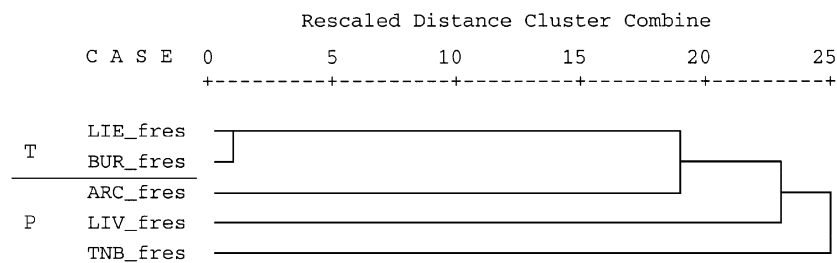 Rescaled Distance Cluster Combine
C A S E 0 5 10 15 20 25
+---------+---------+---------+---------+---------+
LIE_fres
T
BUR_fres
ARC_fres
P LIV_fres
TNB_fres